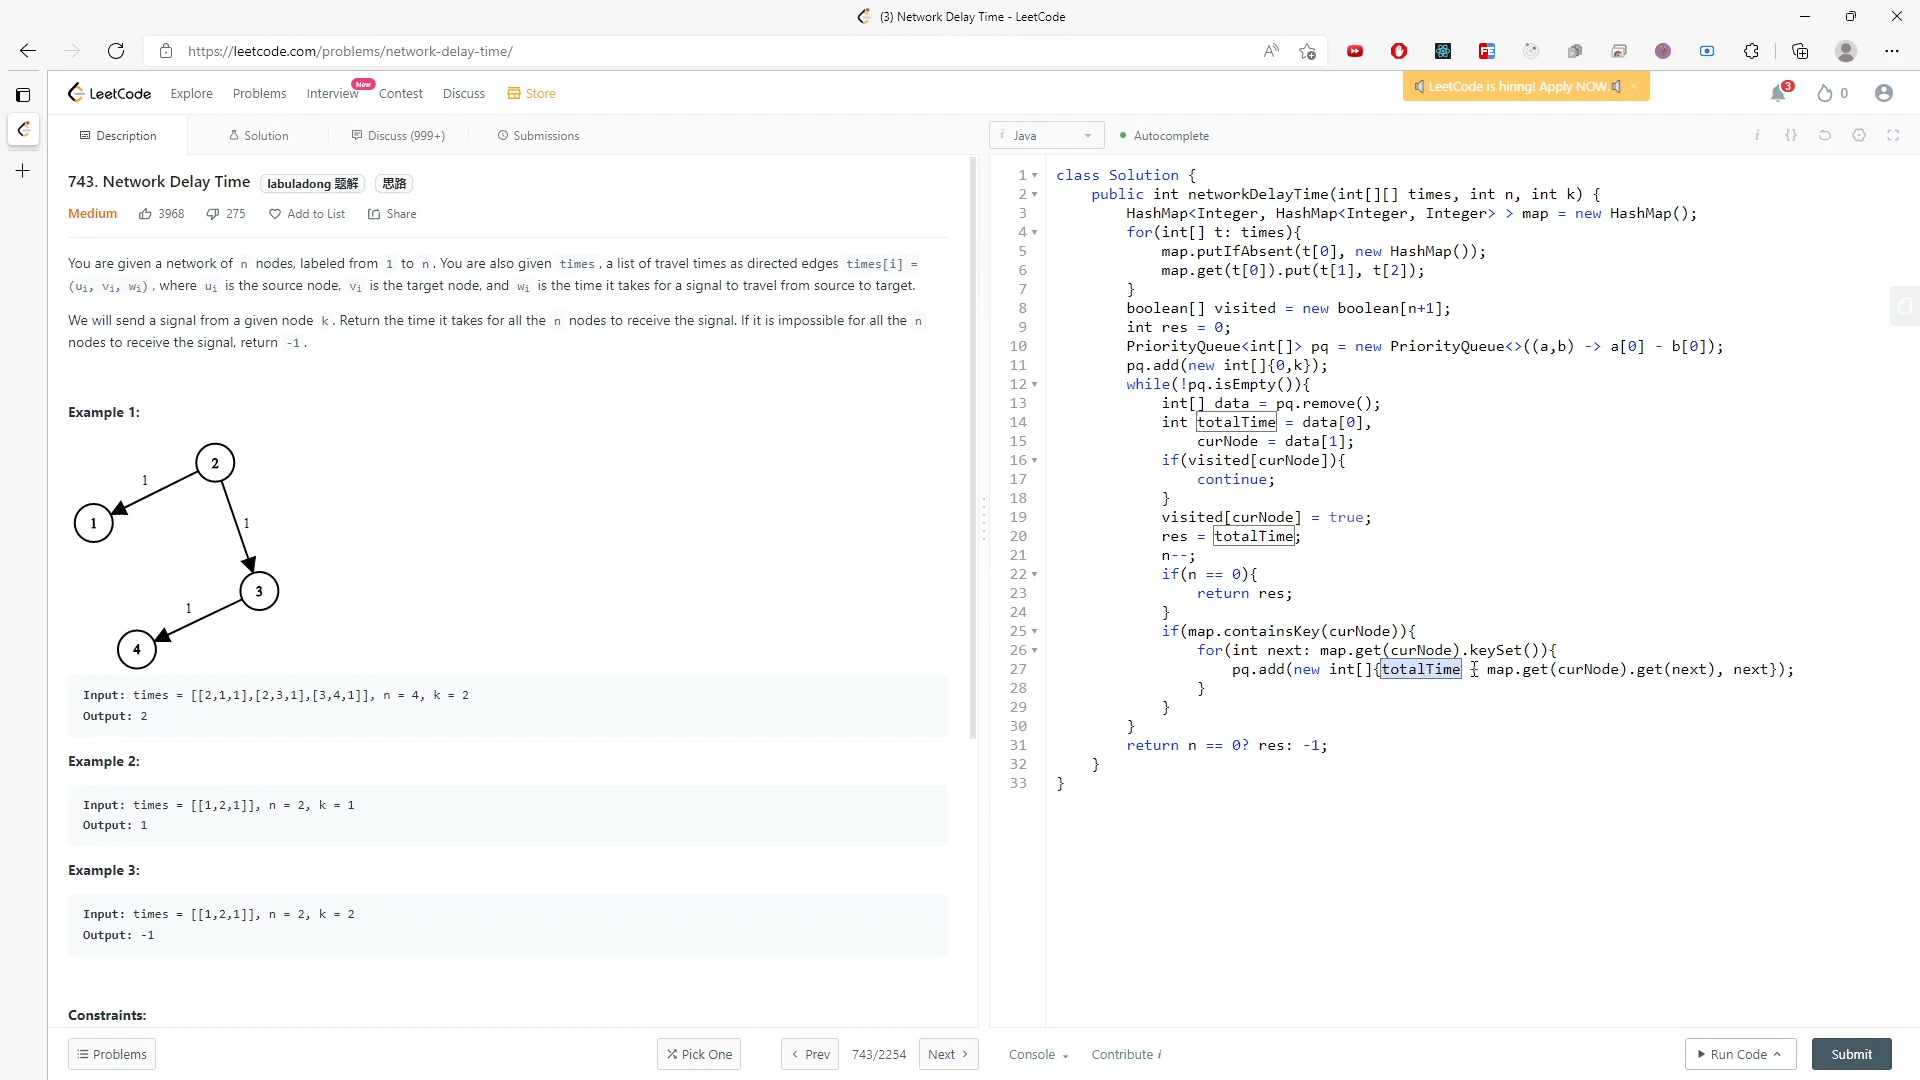 (3) Network Delay Time - LeetCode
https://leetcode.com/problems/network-delay-time/
LeetCode Explore Problems Interview New Contest Discuss Store
LeetCode is hiring! Apply NOW.
3
0
Description Solution Discuss (999+) Submissions
i Java Autocomplete
743. Network Delay Time labuladong 题解 思路
Medium 3968 275 Add to List Share
You are given a network of n nodes, labeled from 1 to n. You are also given times, a list of travel times as directed edges times[i] =
(ui, vi, wi), where ui is the source node, vi is the target node, and wi is the time it takes for a signal to travel from source to target.
We will send a signal from a given node k. Return the time it takes for all the n nodes to receive the signal. If it is impossible for all the n
nodes to receive the signal, return -1.
Example 1:
2
1
1
1
3
1
4
Input: times = [[2,1,1],[2,3,1],[3,4,1]], n = 4, k = 2
Output: 2
Example 2:
Input: times = [[1,2,1]], n = 2, k = 1
Output: 1
Example 3:
Input: times = [[1,2,1]], n = 2, k = 2
Output: -1
Constraints:
1 class Solution {
2 public int networkDelayTime(int[][] times, int n, int k) {
3 HashMap<Integer, HashMap<Integer, Integer> > map = new HashMap();
4 for(int[] t: times){
5 map.putIfAbsent(t[0], new HashMap());
6 map.get(t[0]).put(t[1], t[2]);
7 }
8 boolean[] visited = new boolean[n+1];
9 int res = 0;
10 PriorityQueue<int[]> pq = new PriorityQueue<>((a,b) -> a[0] - b[0]);
11 pq.add(new int[]{0,k});
12 while(!pq.isEmpty()){
13 int[] data = pq.remove();
14 int totalTime = data[0],
15 curNode = data[1];
16 if(visited[curNode]){
17 continue;
18 }
19 visited[curNode] = true;
20 res = totalTime;
21 n--;
22 if(n == 0){
23 return res;
24 }
25 if(map.containsKey(curNode)){
26 for(int next: map.get(curNode).keySet()){
27 pq.add(new int[]{totalTime + map.get(curNode).get(next), next});
28 }
29 }
30 }
31 return n == 0? res: -1;
32 }
33 }
Problems Pick One Prev 743/2254 Next Console Contribute i Run Code Submit